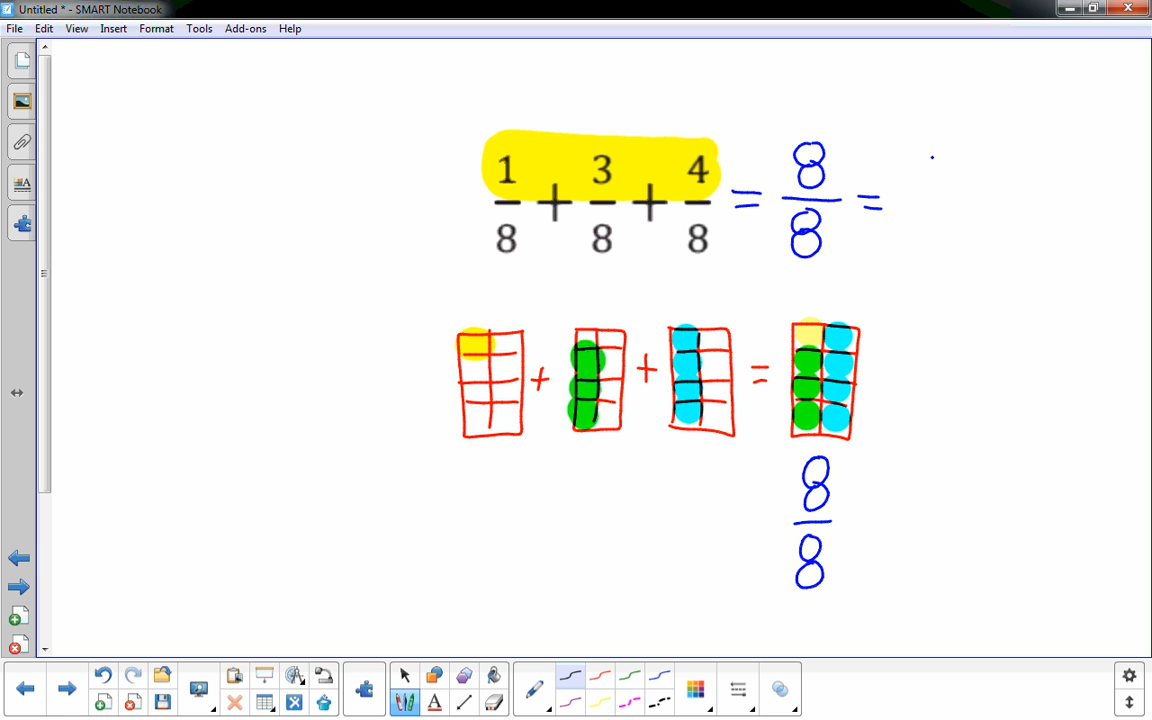 Untitled * - SMART Notebook
File Edit View Insert Format Tools Add-ons Help
1 3 4 8
+ + = =
8 8 8 8
+ + =
8
8
A